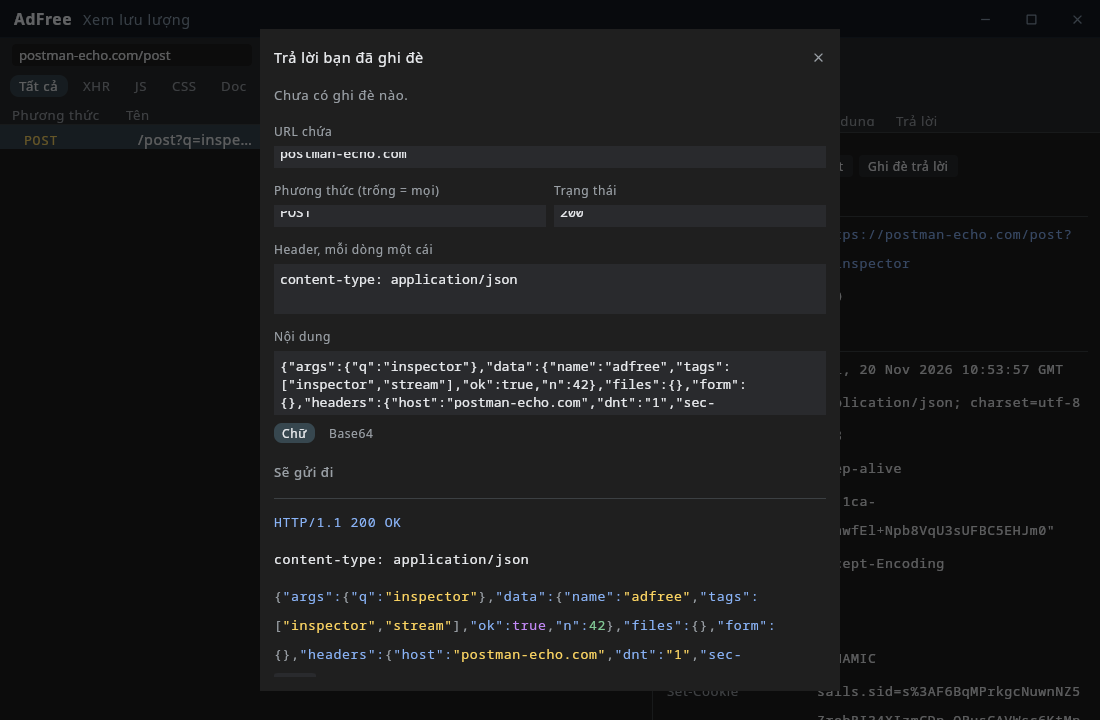 AdFree Xem lưu lượng
postman-echo.com/post
Tất cả XHR JS CSS Doc
Phương thức Tên
POST /post?q=inspe…
Trả lời bạn đã ghi đè
Chưa có ghi đè nào.
URL chứa
postman-echo.com
Phương thức (trống = mọi) Trạng thái
POST 200
Header, mỗi dòng một cái
content-type: application/json
Nội dung
{"args":{"q":"inspector"},"data":{"name":"adfree","tags":
["inspector","stream"],"ok":true,"n":42},"files":{},"form":
{},"headers":{"host":"postman-echo.com","dnt":"1","sec-
Chữ Base64
Sẽ gửi đi
HTTP/1.1 200 OK
content-type: application/json
{"args":{"q":"inspector"},"data":{"name":"adfree","tags":
["inspector","stream"],"ok":true,"n":42},"files":{},"form":
{},"headers":{"host":"postman-echo.com","dnt":"1","sec-
dung Trả lời
Ghi đè trả lời
tps://postman-echo.com/post?
inspector
, 20 Nov 2026 10:53:57 GMT
plication/json; charset=utf-8
ep-alive
1ca-
wfEl+Npb8VqU3sUFBC5EHJm0"
cept-Encoding
NAMIC
Set-Cookie sails.sid=s%3AF6BqMPrkgcNuwnNZ5